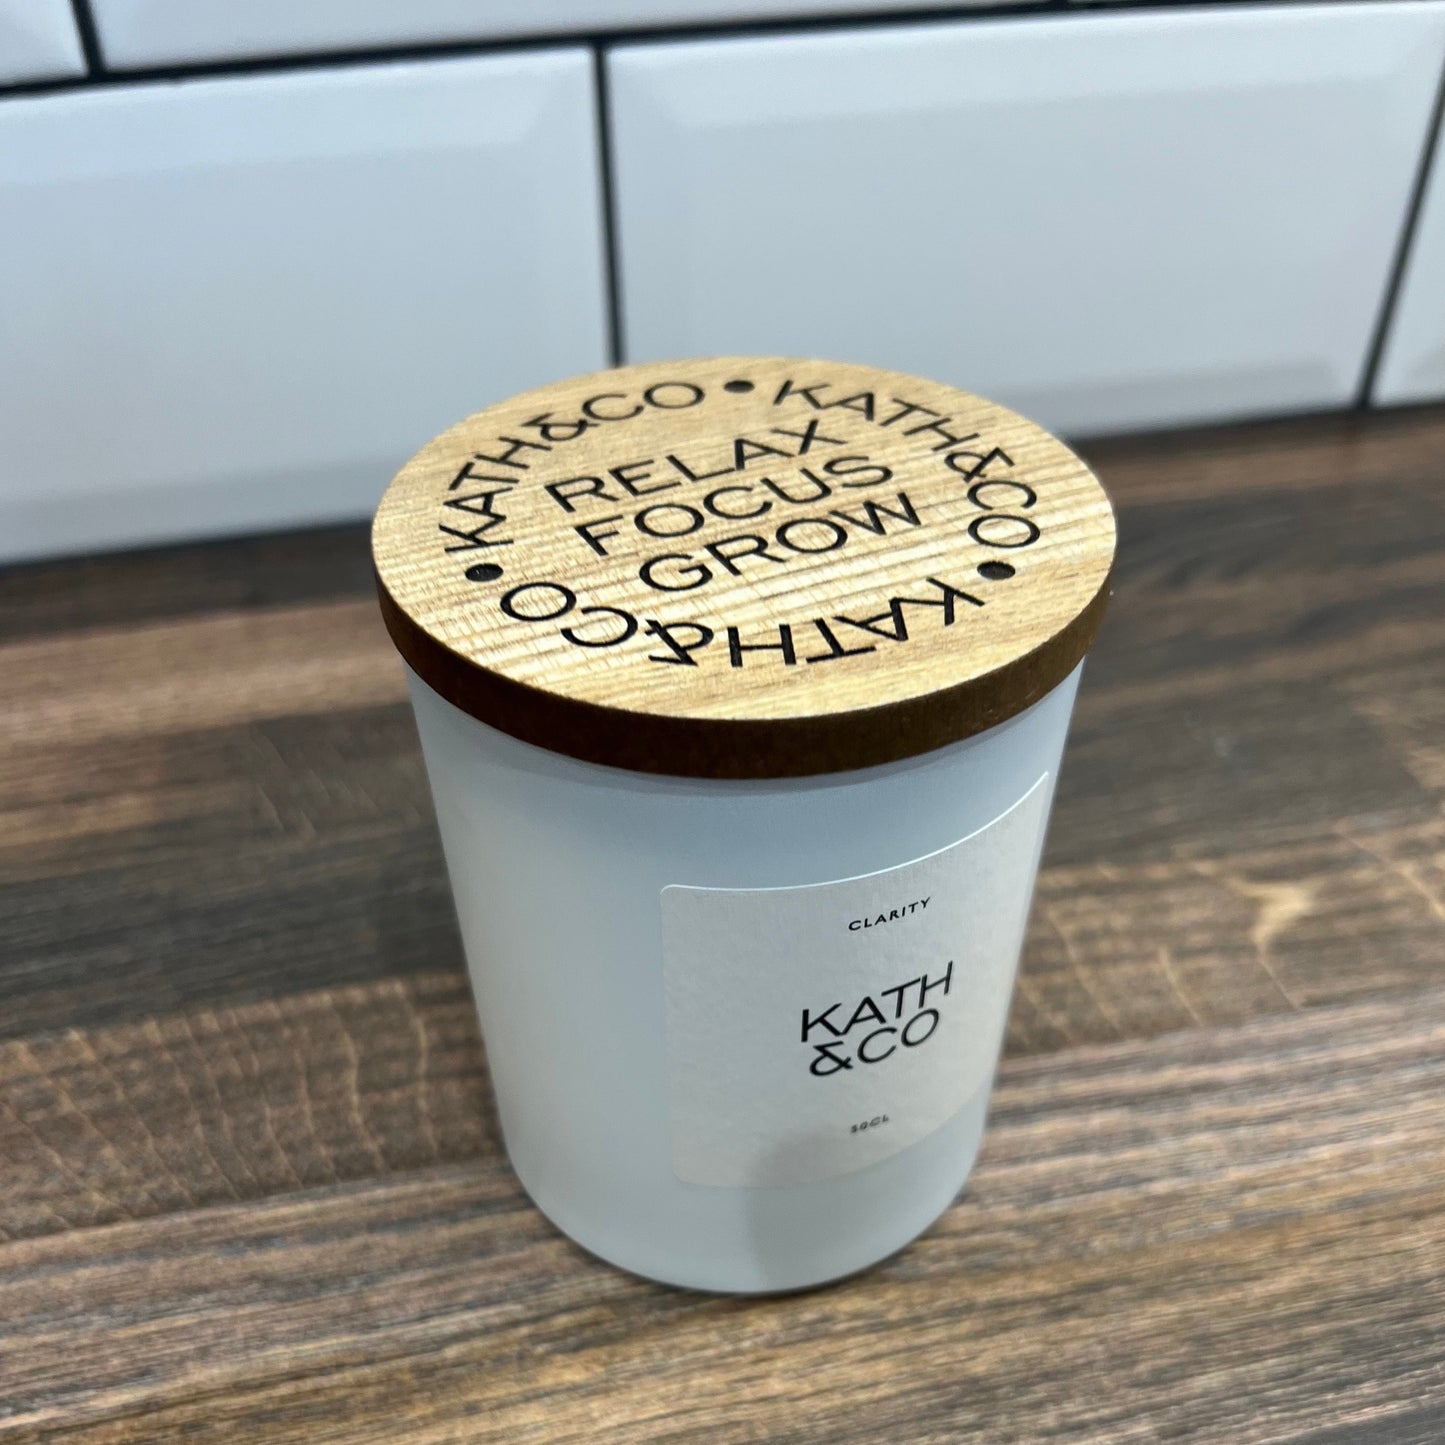 KATH&CO • KATH&CO • KATH&CO •
RELAX
FOCUS
GROW
CLARITY
KATH
&CO